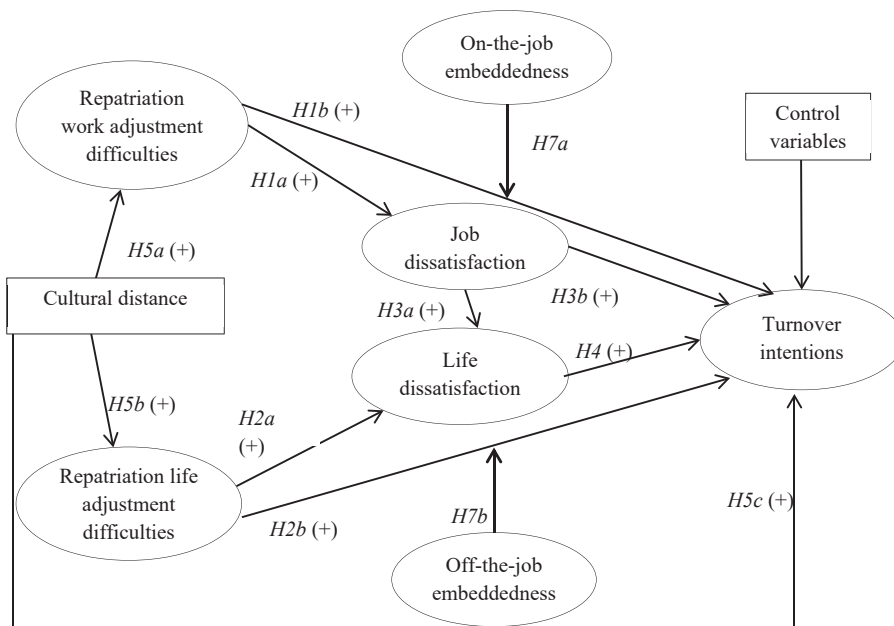 On-the-job
embeddedness
Repatriation
work adjustment
difficulties
H1b (+)
Control
variables
H7a
H1a (+)
Job
dissatisfaction
H5a (+)
Cultural distance
H3a (+)
H3b (+)
Turnover
intentions
Life
dissatisfaction
H4 (+)
H5b (+)
H2a
(+)
Repatriation life
adjustment
difficulties
H2b (+)
H7b
H5c (+)
Off-the-job
embeddedness